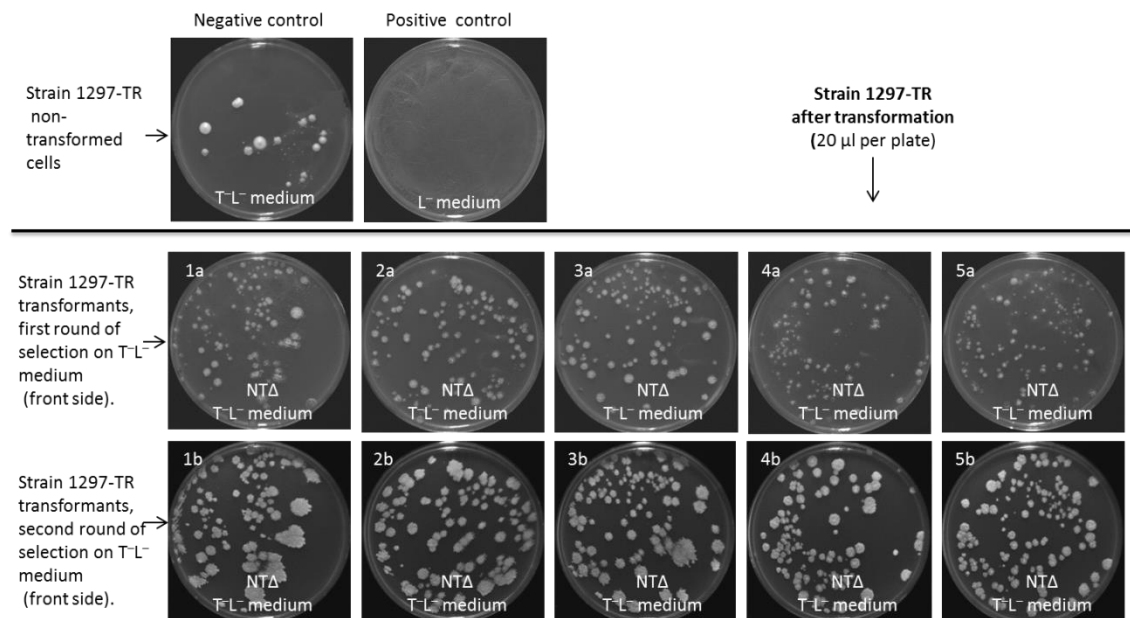 Negative control
Positive control
Strain 1297-TR
non-
transformed
cells
T⁻L⁻ medium
L⁻ medium
Strain 1297-TR
after transformation
(20 µl per plate)
Strain 1297-TR
transformants,
first round of
selection on T⁻L⁻
medium
(front side).
1a
NTΔ
T⁻L⁻ medium
2a
NTΔ
T⁻L⁻ medium
3a
NTΔ
T⁻L⁻ medium
4a
NTΔ
T⁻L⁻ medium
5a
NTΔ
T⁻L⁻ medium
Strain 1297-TR
transformants,
second round of
selection on T⁻L⁻
medium
(front side).
1b
NTΔ
T⁻L⁻ medium
2b
NTΔ
T⁻L⁻ medium
3b
NTΔ
T⁻L⁻ medium
4b
NTΔ
T⁻L⁻ medium
5b
NTΔ
T⁻L⁻ medium